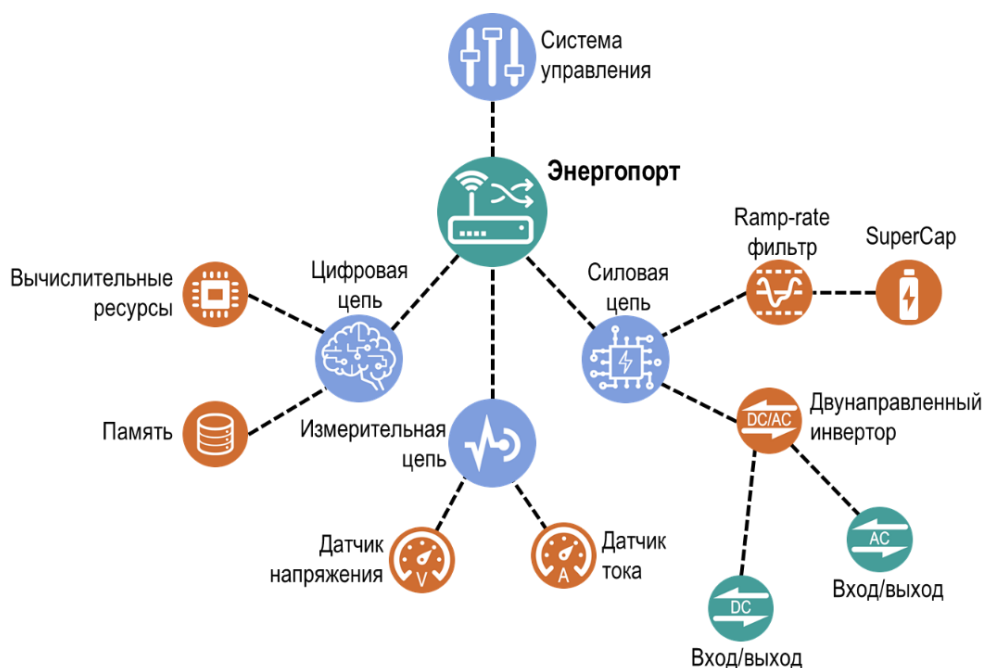 Система
управления
Энергопорт
Ramp-rate
фильтр
SuperCap
Вычислительные
ресурсы
Цифровая
цепь
Силовая
цепь
Память
Измерительная
цепь
DC/AC
Двунаправленный
инвертор
Датчик
напряжения
V
A
Датчик
тока
AC
Вход/выход
DC
Вход/выход